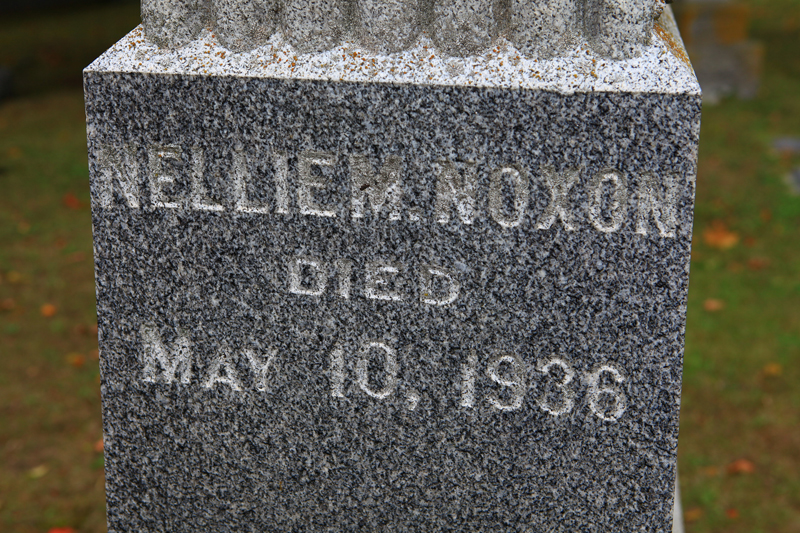 NELLIE M. NOXON
DIED
MAY 10, 1936